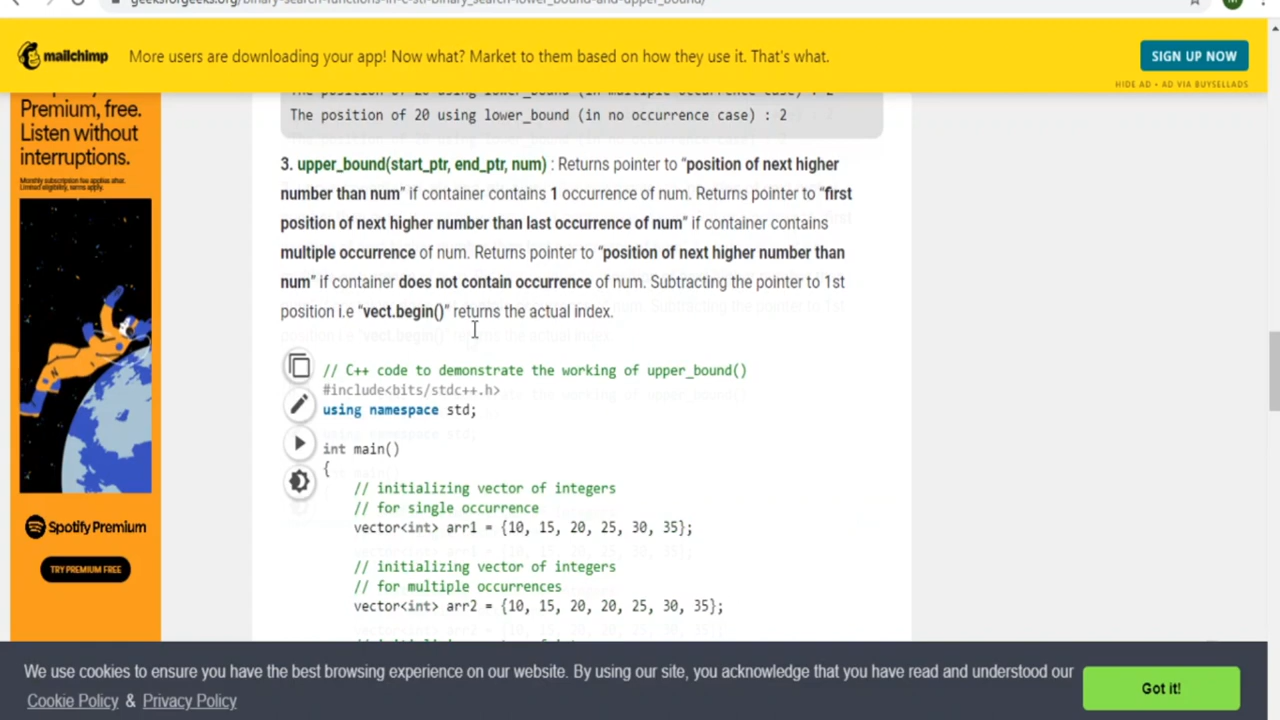 geeksforgeeks.org/binary-search-functions-in-c-stl-binary_search-lower_bound-and-upper_bound/
mailchimp
More users are downloading your app! Now what? Market to them based on how they use it. That's what.
SIGN UP NOW
HIDE AD • AD VIA BUYSELLADS
Premium, free.
Listen without
interruptions.
Spotify Premium
TRY PREMIUM FREE
The position of 20 using lower_bound (in multiple occurrence case) : 2
The position of 20 using lower_bound (in no occurrence case) : 2
3. upper_bound(start_ptr, end_ptr, num) : Returns pointer to “position of next higher
number than num” if container contains 1 occurrence of num. Returns pointer to “first
position of next higher number than last occurrence of num” if container contains
multiple occurrence of num. Returns pointer to “position of next higher number than
num” if container does not contain occurrence of num. Subtracting the pointer to 1st
position i.e “vect.begin()” returns the actual index.
// C++ code to demonstrate the working of upper_bound()
#include<bits/stdc++.h>
using namespace std;
int main()
{
// initializing vector of integers
// for single occurrence
vector<int> arr1 = {10, 15, 20, 25, 30, 35};
// initializing vector of integers
// for multiple occurrences
vector<int> arr2 = {10, 15, 20, 20, 25, 30, 35};
We use cookies to ensure you have the best browsing experience on our website. By using our site, you acknowledge that you have read and understood our
Cookie Policy & Privacy Policy
Got it!